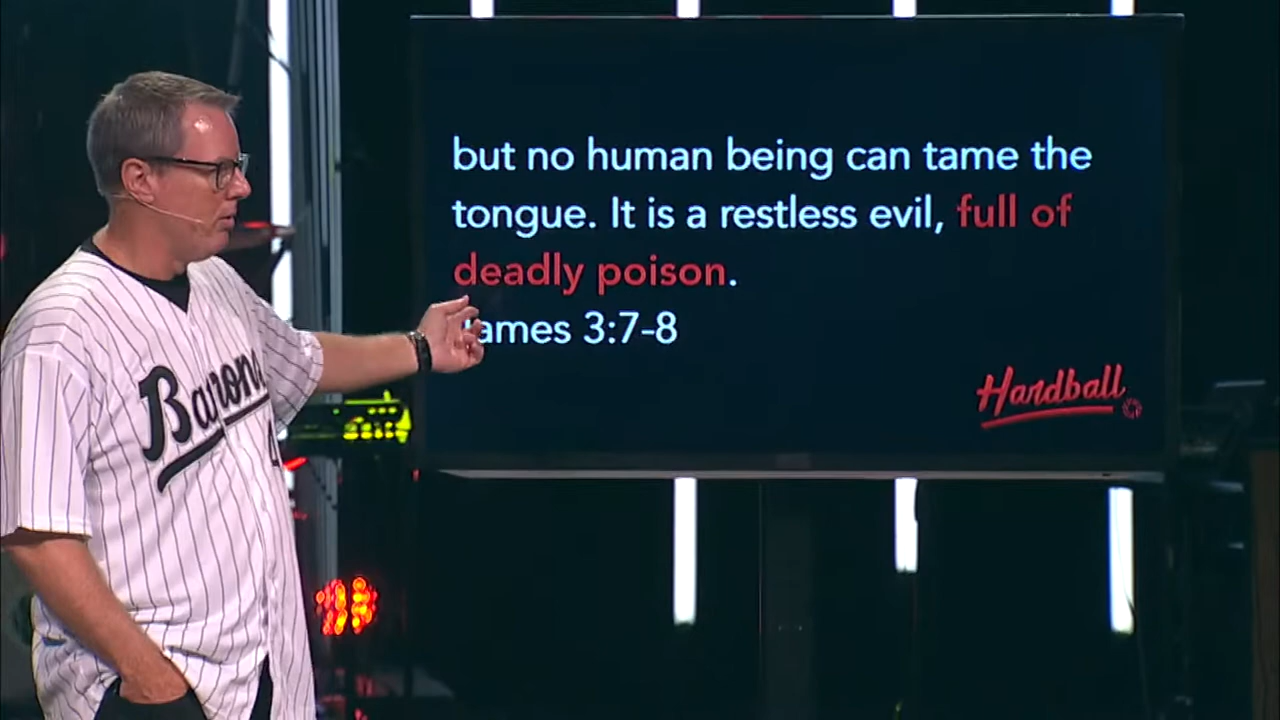 but no human being can tame the
tongue. It is a restless evil, full of
deadly poison.
James 3:7-8
Hardball
Barons